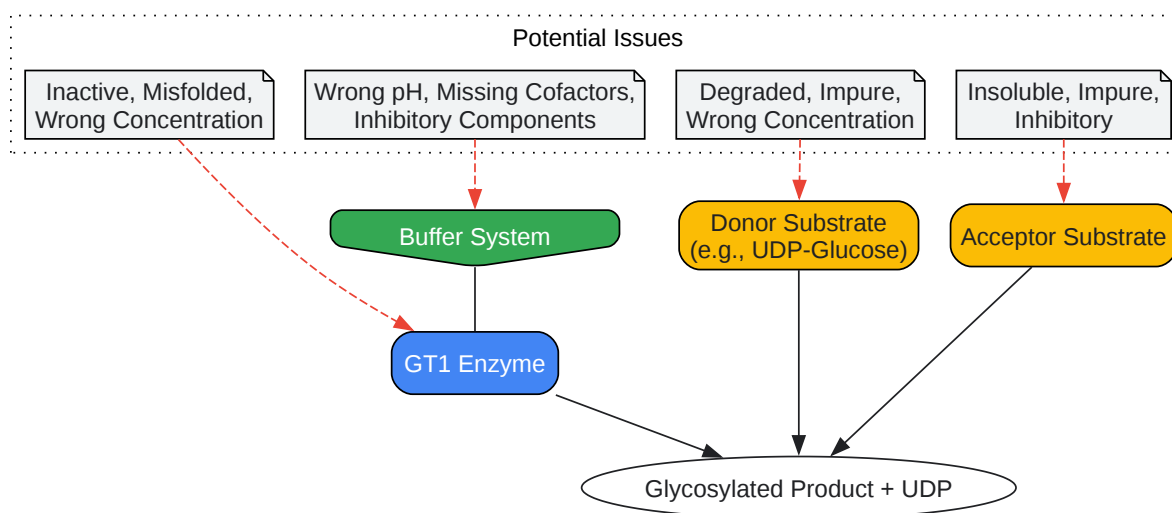 Potential Issues
Inactive, Misfolded,
Wrong Concentration
Wrong pH, Missing Cofactors,
Inhibitory Components
Degraded, Impure,
Wrong Concentration
Insoluble, Impure,
Inhibitory
Buffer System
Donor Substrate
(e.g., UDP-Glucose)
Acceptor Substrate
GT1 Enzyme
Glycosylated Product + UDP